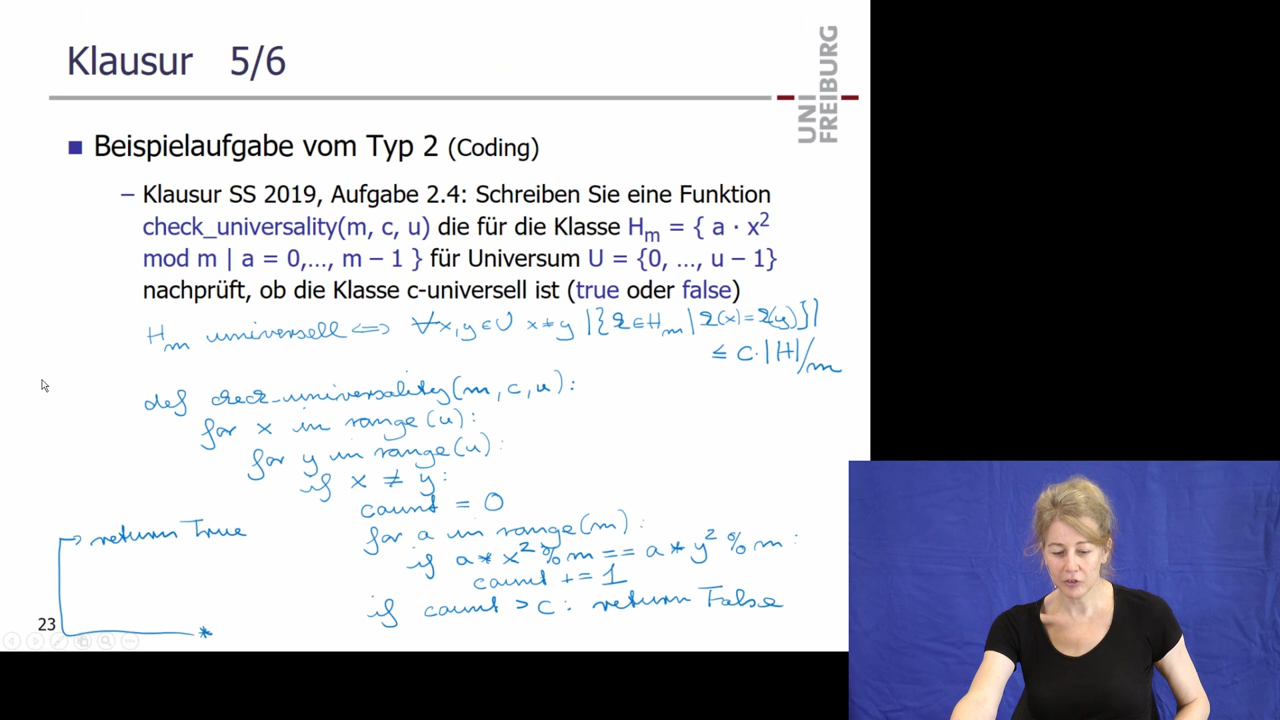 Klausur 5/6
UNI
FREIBURG
■ Beispielaufgabe vom Typ 2 (Coding)
– Klausur SS 2019, Aufgabe 2.4: Schreiben Sie eine Funktion
check_universality(m, c, u) die für die Klasse Hₘ = { a · x²
mod m | a = 0,..., m – 1 } für Universum U = {0, ..., u – 1}
nachprüft, ob die Klasse c-universell ist (true oder false)
Hₘ universell ⇔ ∀x,y∈U x≠y |{h∈Hₘ | h(x)=h(y)}|
≤ c·|H|/m
def check_universality(m, c, u):
for x in range(u):
for y in range(u):
if x ≠ y:
count = 0
for a in range(m):
if a * x² % m == a * y² % m:
count += 1
if count > c: return False
→ return True
*
23